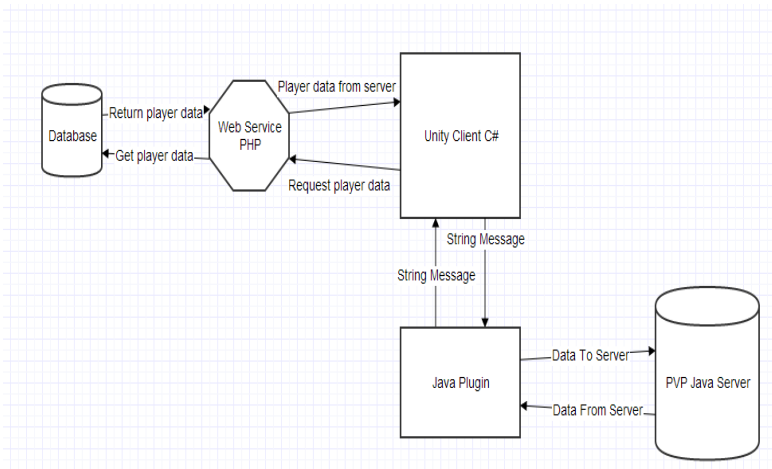 Player data from server
Return player data
Database
Web Service
PHP
Unity Client C#
Get player data
Request player data
String Message
String Message
Data To Server
Java Plugin
PVP Java Server
Data From Server